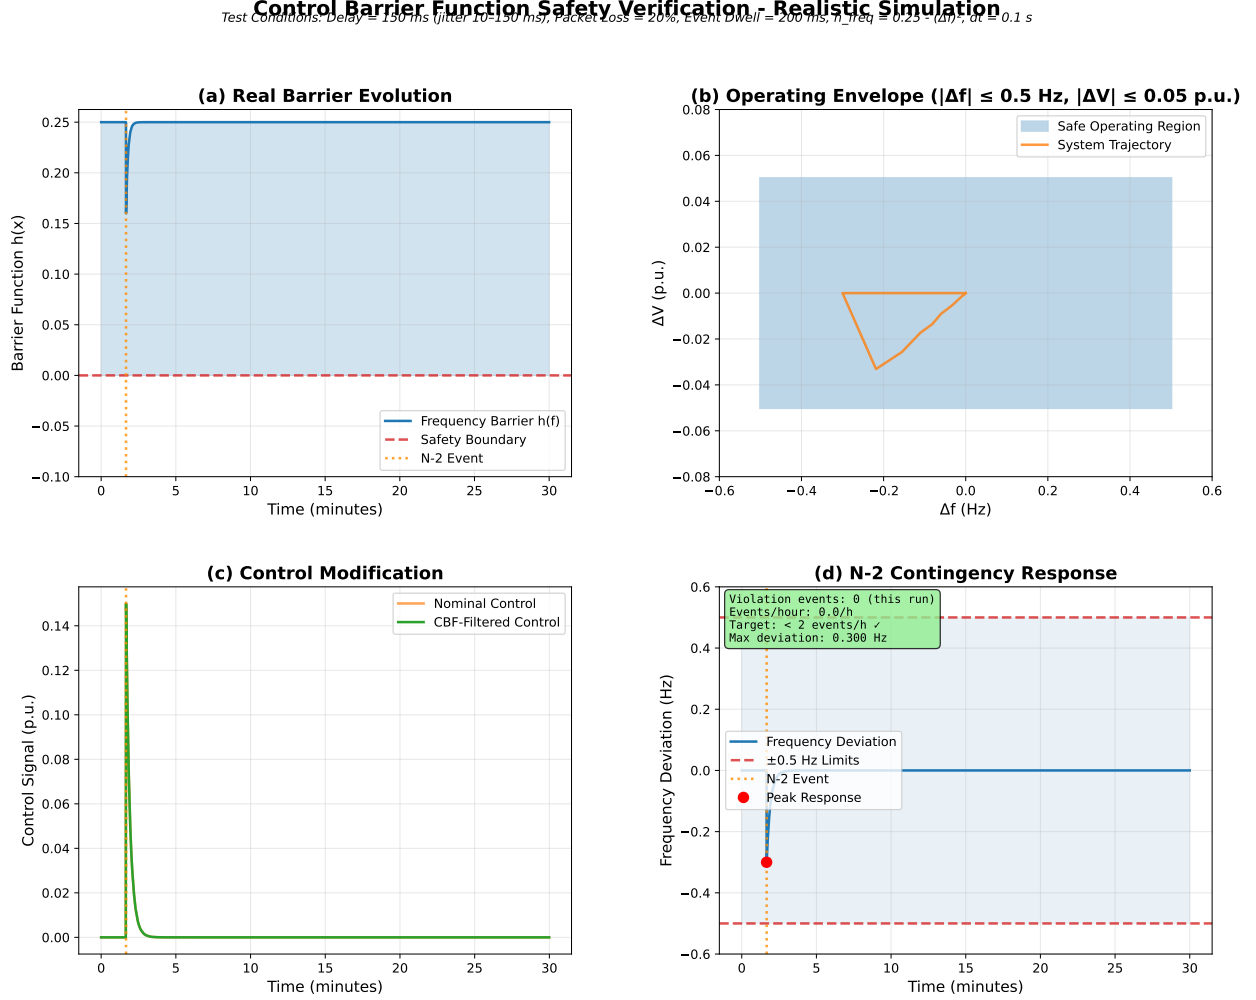 Control Barrier Function Safety Verification - Realistic Simulation
Test Conditions: Delay = 150 ms (jitter 10–150 ms), Packet Loss = 20%, Event Dwell = 200 ms, h_freq = 0.25 - (Δf)², dt = 0.1 s
(a) Real Barrier Evolution
Barrier Function h(x)
0.25
0.20
0.15
0.10
0.05
0.00
−0.05
−0.10
Frequency Barrier h(f)
Safety Boundary
N-2 Event
0 5 10 15 20 25 30
Time (minutes)
(b) Operating Envelope (|Δf| ≤ 0.5 Hz, |ΔV| ≤ 0.05 p.u.)
ΔV (p.u.)
0.08
0.06
0.04
0.02
0.00
−0.02
−0.04
−0.06
−0.08
Safe Operating Region
System Trajectory
−0.6 −0.4 −0.2 0.0 0.2 0.4 0.6
Δf (Hz)
(c) Control Modification
Control Signal (p.u.)
0.14
0.12
0.10
0.08
0.06
0.04
0.02
0.00
Nominal Control
CBF-Filtered Control
0 5 10 15 20 25 30
Time (minutes)
(d) N-2 Contingency Response
Frequency Deviation (Hz)
0.6
0.4
0.2
0.0
−0.2
−0.4
−0.6
Violation events: 0 (this run)
Events/hour: 0.0/h
Target: < 2 events/h ✓
Max deviation: 0.300 Hz
Frequency Deviation
±0.5 Hz Limits
N-2 Event
Peak Response
0 5 10 15 20 25 30
Time (minutes)